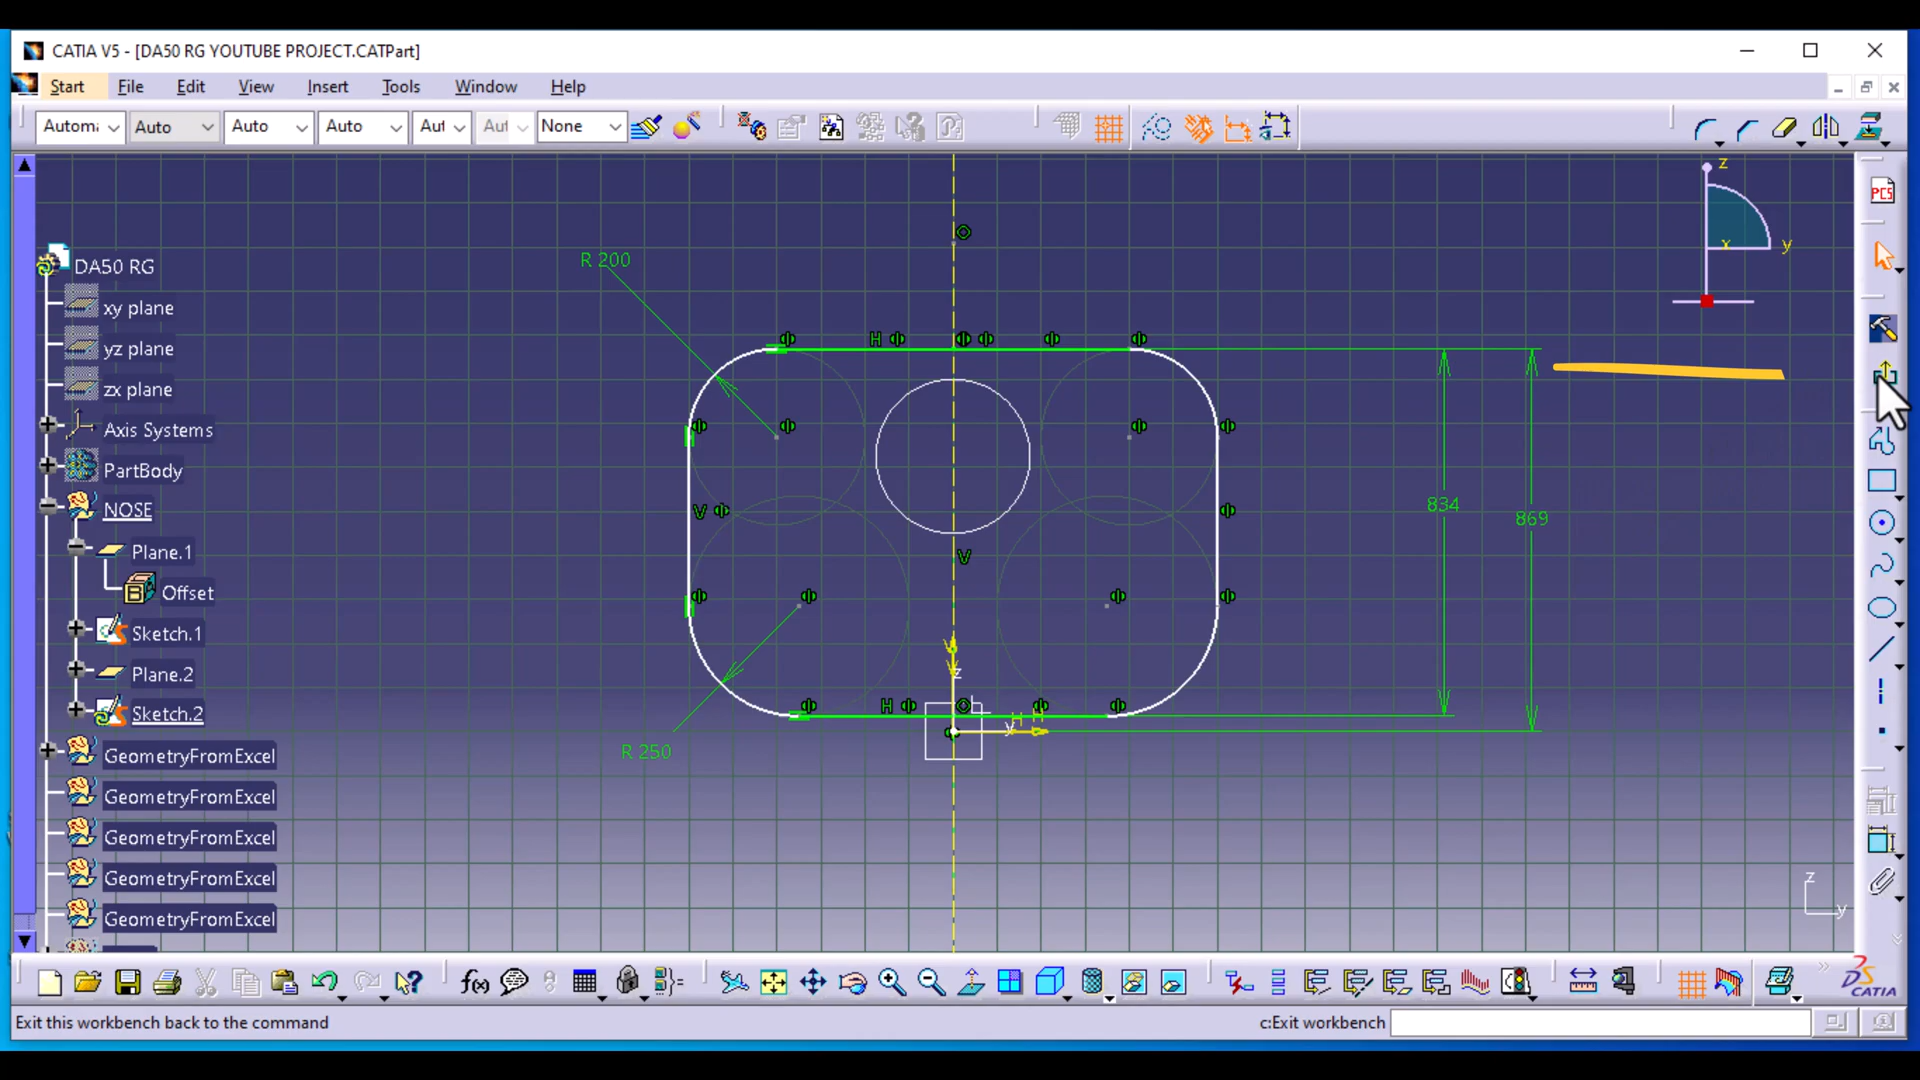 CATIA V5 - [DA50 RG YOUTUBE PROJECT.CATPart]
Start File Edit View Insert Tools Window Help
Auto Auto Auto None
z
PCS
x y
R 200
DA50 RG
xy plane
H
yz plane
zx plane
Axis Systems
PartBody
NOSE
V
834
869
Plane.1
V
Offset
Sketch.1
Plane.2
z
Sketch.2
H
H H
y
R 250
GeometryFromExcel
GeometryFromExcel
GeometryFromExcel
GeometryFromExcel
GeometryFromExcel
z
y
f(x)
CATIA
Exit this workbench back to the command
c:Exit workbench